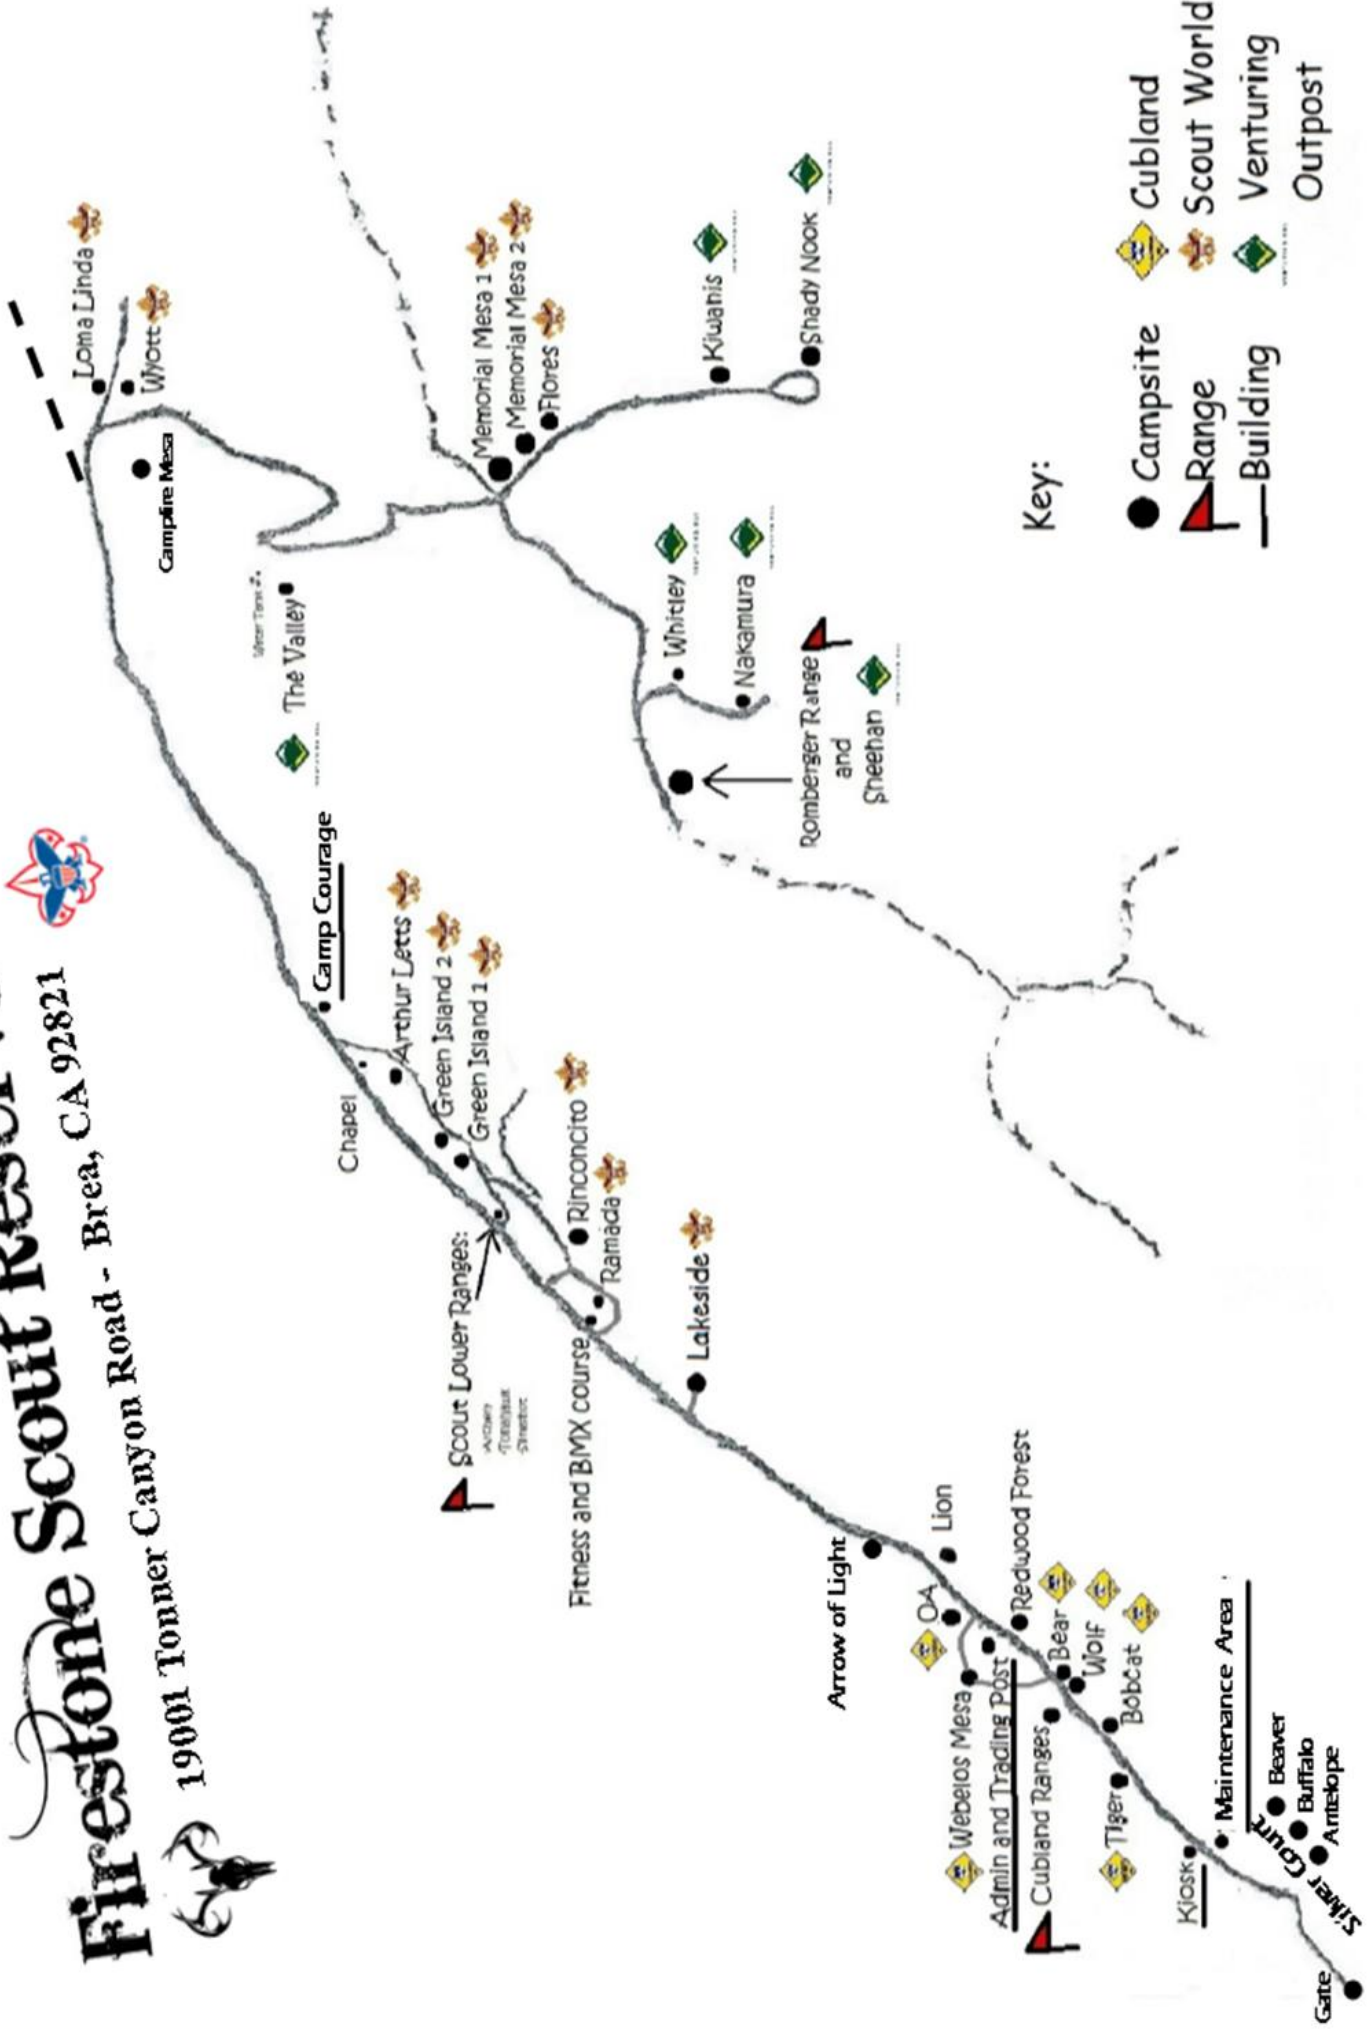 Firestone Scout
19001 Tonner Canyon Road - Brea, CA 92821
Loma Linda
Wyott
Campfire Mesa
The Valley
Memorial Mesa 1
Memorial Mesa 2
Flores
Kiwanis
Shady Nook
Whitley
Nakamura
Romberger Range
and
Sheehan
Camp Courage
Chapel
Arthur Letts
Green Island 2
Green Island 1
Scout Lower Ranges:
Rinconcito
Ramada
Fitness and BMX course
Lakeside
Arrow of Light
Lion
OA
Redwood Forest
Webelos Mesa
Admin and Trading Post
Bear
Wolf
Cubland Ranges
Bobcat
Tiger
Maintenance Area
Kiosk
Beaver
Buffalo
Antelope
Silver Court
Gate
Key:
Campsite
Range
Building
Cubland
Scout World
Venturing
Outpost